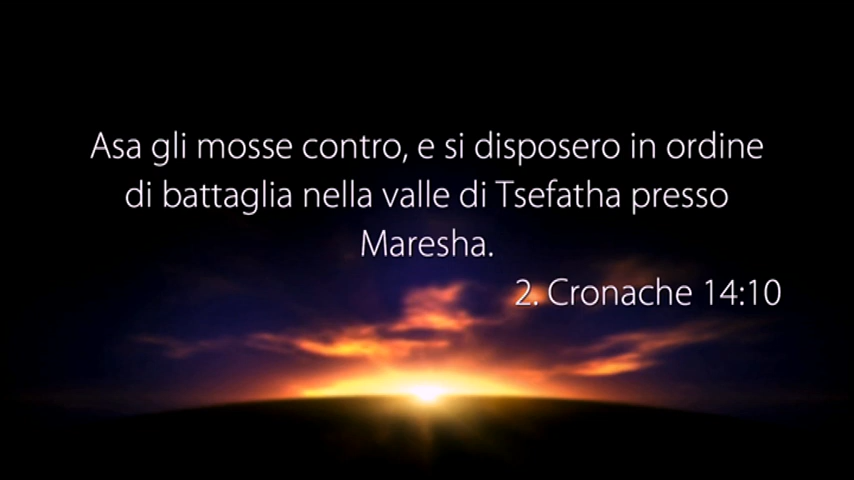 Asa gli mosse contro, e si disposero in ordine
di battaglia nella valle di Tsefatha presso
Maresha.
2. Cronache 14:10